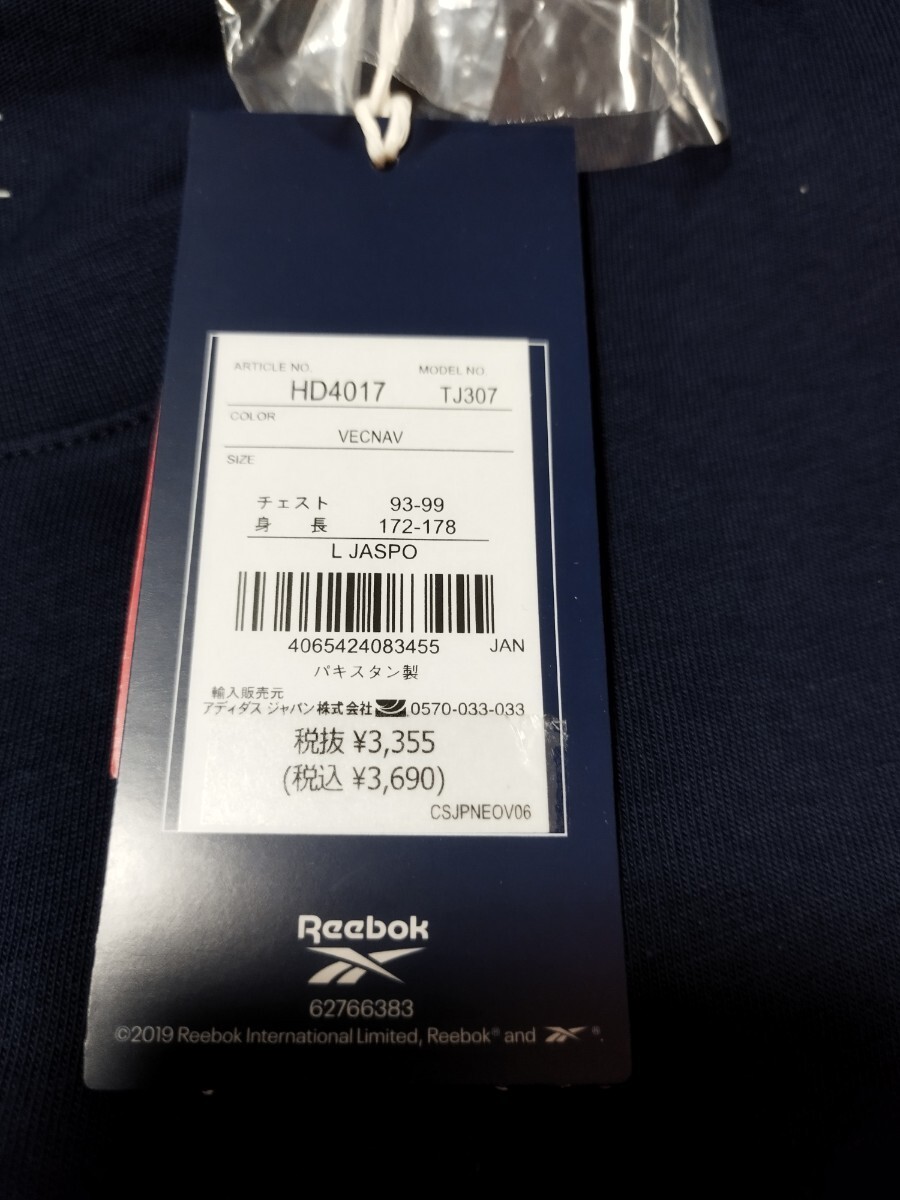 ARTICLE NO. MODEL NO.
HD4017 TJ307
COLOR
VECNAV
SIZE
チェスト 93-99
身 長 172-178
L JASPO
4065424083455 JAN
パキスタン製
輸入販売元
アディダス ジャパン株式会社 0570-033-033
税抜 ¥3,355
(税込 ¥3,690)
CSJPNEOV06
Reebok
62766383
©2019 Reebok International Limited, Reebok® and ®.